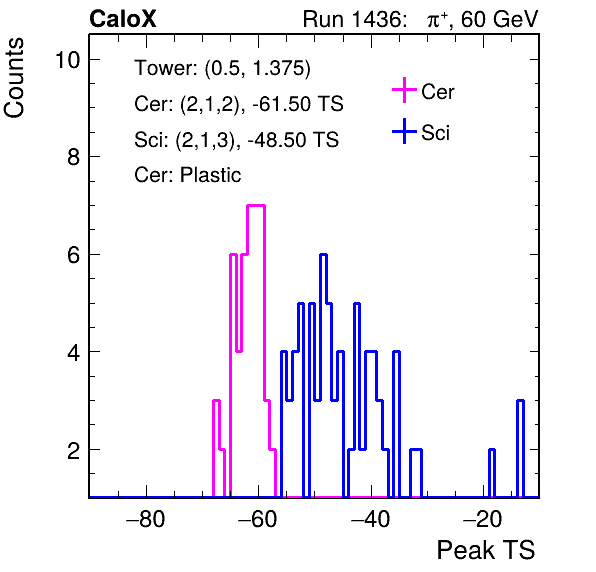 CaloX Run 1436: π⁺, 60 GeV
Counts
Tower: (0.5, 1.375)
Cer: (2,1,2), -61.50 TS
Sci: (2,1,3), -48.50 TS
Cer: Plastic
Cer
Sci
10
8
6
4
2
−80 −60 −40 −20
Peak TS